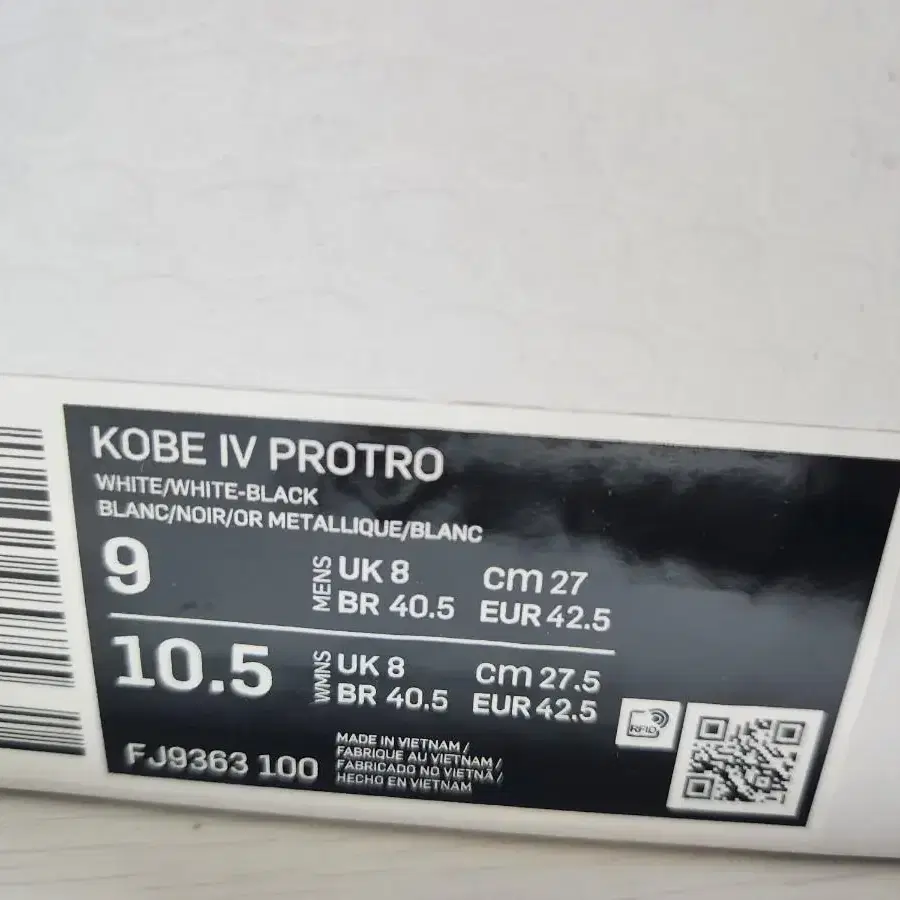 KOBE IV PROTRO
WHITE/WHITE-BLACK
BLANC/NOIR/OR METALLIQUE/BLANC
9
MENS
UK 8
cm 27
BR 40.5
EUR 42.5
10.5
WMNS
UK 8
cm 27.5
BR 40.5
EUR 42.5
RFID
FJ9363 100
MADE IN VIETNAM /
FABRIQUE AU VIETNAM /
FABRICADO NO VIETNÃ /
HECHO EN VIETNAM